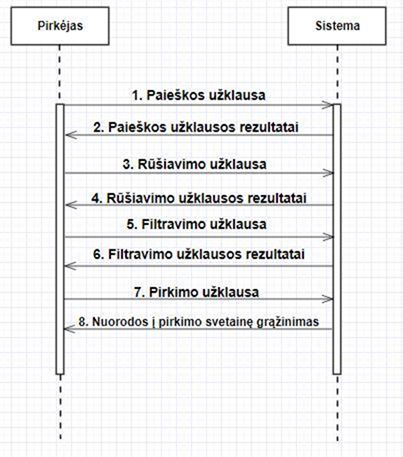 Pirkėjas
Sistema
1. Paieškos užklausa
2. Paieškos užklausos rezultatai
3. Rūšiavimo užklausa
4. Rūšiavimo užklausos rezultatai
5. Filtravimo užklausa
6. Filtravimo užklausos rezultatai
7. Pirkimo užklausa
8. Nuorodos į pirkimo svetainę grąžinimas